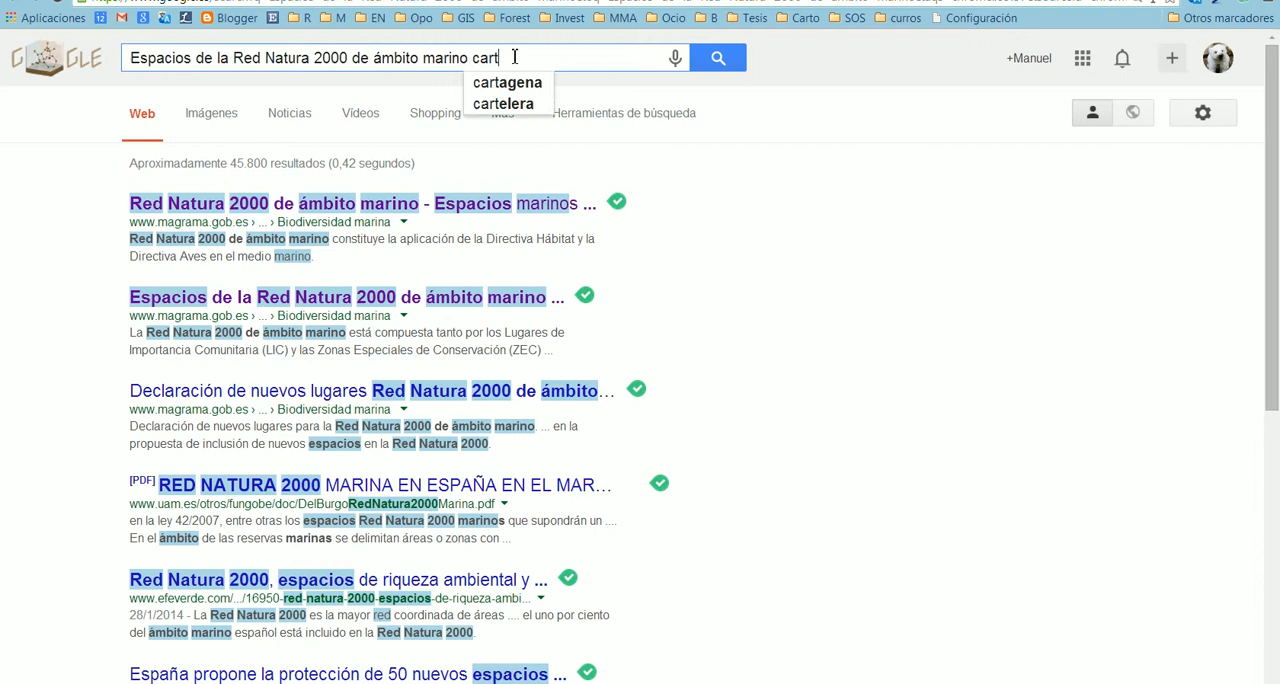 Aplicaciones
12
Blogger
R
M
EN
Opo
GIS
Forest
Invest
MMA
Ocio
B
Tesis
Carto
SOS
curros
Configuración
Otros marcadores
GOOGLE
Espacios de la Red Natura 2000 de ámbito marino cart
+Manuel
cartagena
cartelera
Web
Imágenes
Noticias
Vídeos
Shopping
Más
Herramientas de búsqueda
Aproximadamente 45.800 resultados (0,42 segundos)
Red Natura 2000 de ámbito marino - Espacios marinos ...
www.magrama.gob.es › ... › Biodiversidad marina
Red Natura 2000 de ámbito marino constituye la aplicación de la Directiva Hábitat y la
Directiva Aves en el medio marino.
Espacios de la Red Natura 2000 de ámbito marino ...
www.magrama.gob.es › ... › Biodiversidad marina
La Red Natura 2000 de ámbito marino está compuesta tanto por los Lugares de
Importancia Comunitaria (LIC) y las Zonas Especiales de Conservación (ZEC) ...
Declaración de nuevos lugares Red Natura 2000 de ámbito...
www.magrama.gob.es › ... › Biodiversidad marina
Declaración de nuevos lugares para la Red Natura 2000 de ámbito marino. ... en la
propuesta de inclusión de nuevos espacios en la Red Natura 2000.
[PDF] RED NATURA 2000 MARINA EN ESPAÑA EN EL MAR...
www.uam.es/otros/fungobe/doc/DelBurgoRedNatura2000Marina.pdf
en la ley 42/2007, entre otras los espacios Red Natura 2000 marinos que supondrán un ....
En el ámbito de las reservas marinas se delimitan áreas o zonas con ...
Red Natura 2000, espacios de riqueza ambiental y ...
www.efeverde.com/.../16950-red-natura-2000-espacios-de-riqueza-ambi...
28/1/2014 - La Red Natura 2000 es la mayor red coordinada de áreas .... el uno por ciento
del ámbito marino español está incluido en la Red Natura 2000.
España propone la protección de 50 nuevos espacios ...